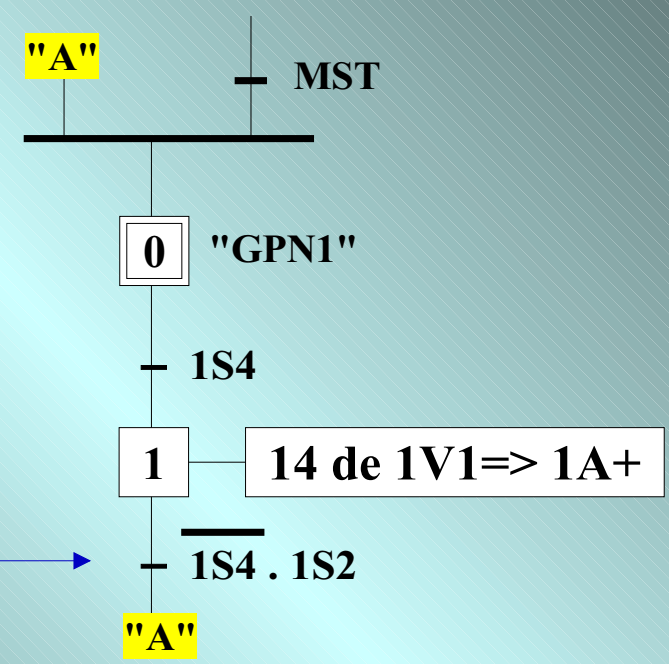 "A"
MST
0 "GPN1"
1S4
1 14 de 1V1=> 1A+
1S4 . 1S2
"A"